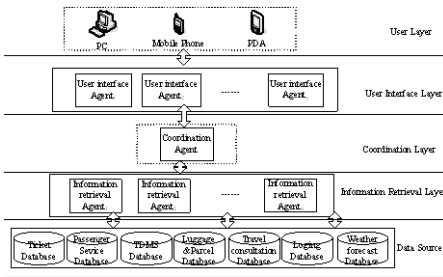 PC
Mobile Phone
PDA
User Layer
User interface
Agent
User interface
Agent
......
User interface
Agent
User Interface Layer
Coordination
Agent
Coordination Layer
Information
retrieval
Agent
Information
retrieval
Agent
......
Information
retrieval
Agent
Information Retrieval Laye
Ticket
Database
Passenger
Sevice
Database
TDMS
Database
Luggage
&Parcel
Database
Travel
consultation
Database
Loging
Database
Weather
forecast
Database
Data Source